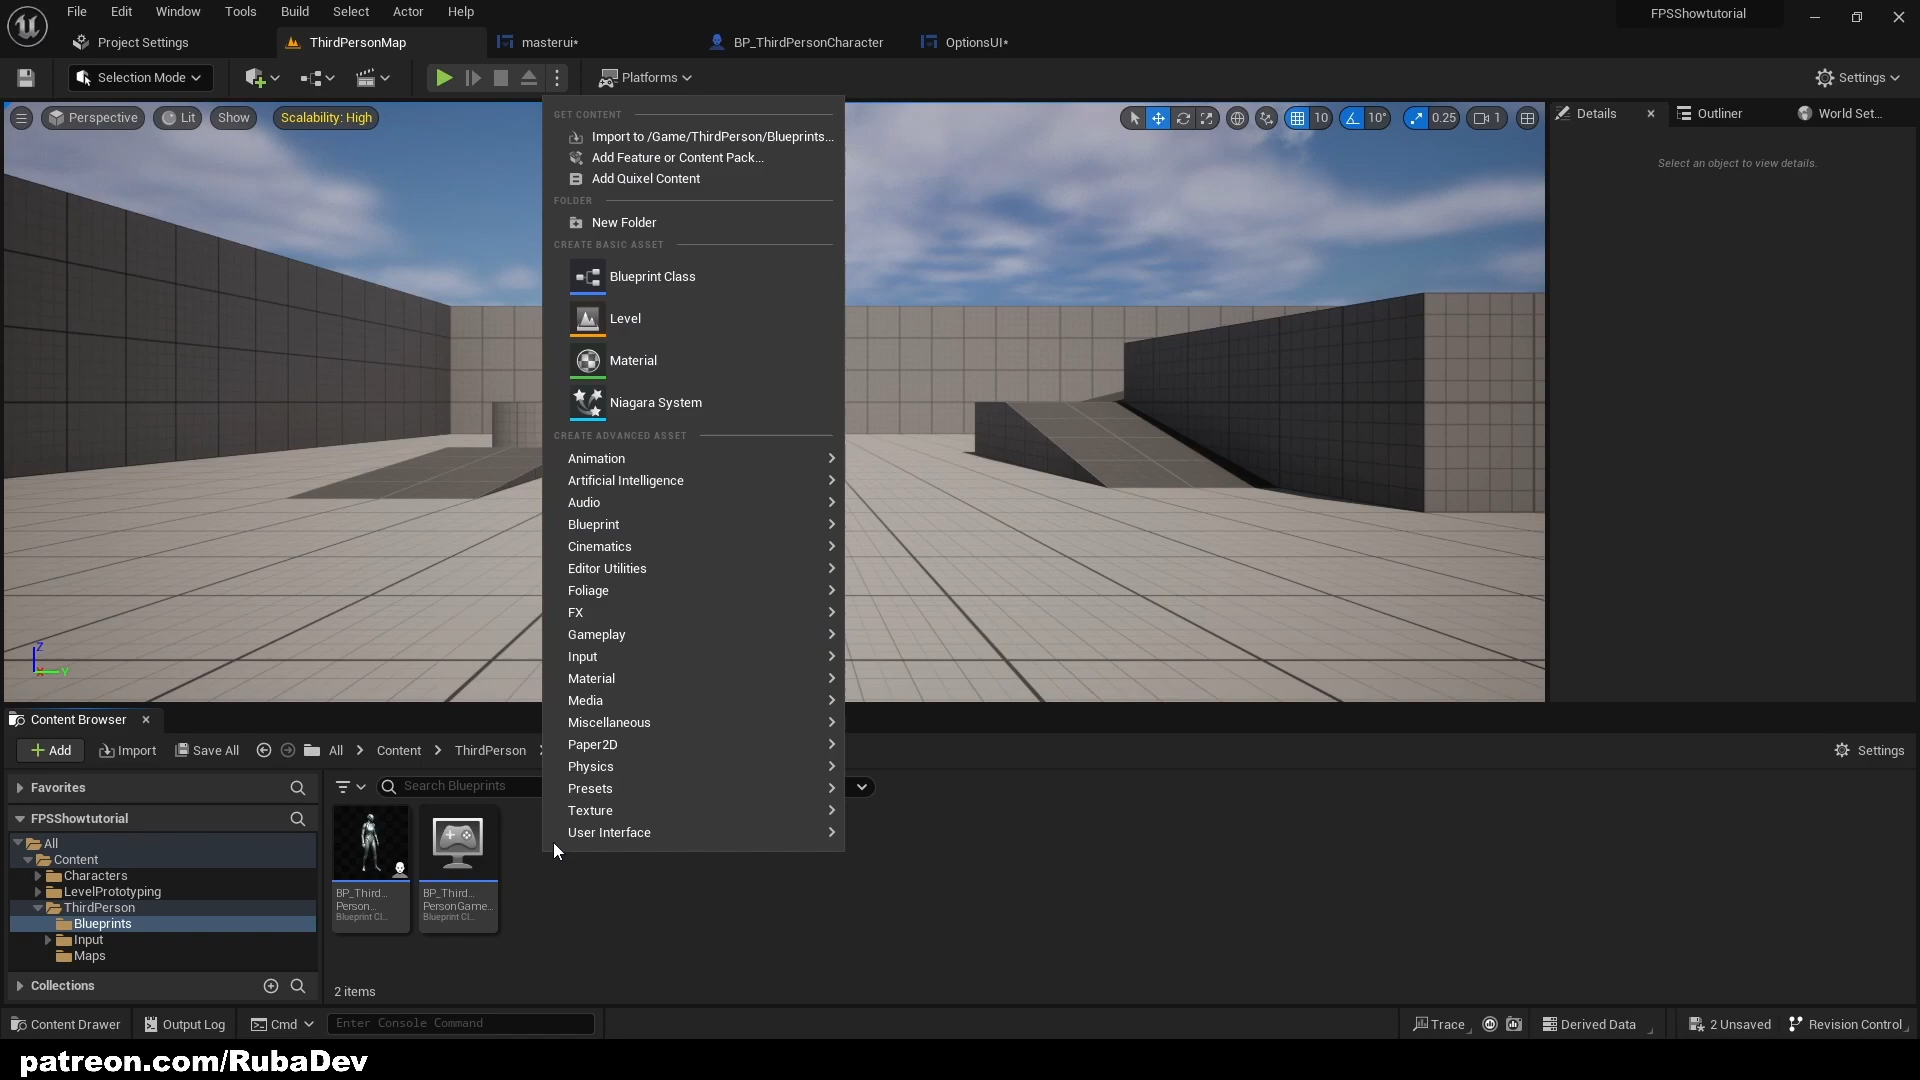 File Edit Window Tools Build Select Actor Help
FPSShowtutorial
Project Settings
ThirdPersonMap
masterui*
BP_ThirdPersonCharacter
OptionsUI*
Selection Mode
Platforms
Settings
Perspective
Lit
Show
Scalability: High
10
10°
0.25
1
Details
Outliner
World Set...
Select an object to view details.
GET CONTENT
Import to /Game/ThirdPerson/Blueprints...
Add Feature or Content Pack...
Add Quixel Content
FOLDER
New Folder
CREATE BASIC ASSET
Blueprint Class
Level
Material
Niagara System
CREATE ADVANCED ASSET
Animation
Artificial Intelligence
Audio
Blueprint
Cinematics
Editor Utilities
Foliage
FX
Gameplay
Input
Material
Media
Miscellaneous
Paper2D
Physics
Presets
Texture
User Interface
Z
Y
Content Browser
Add
Import
Save All
All
Content
ThirdPerson
Settings
Favorites
FPSShowtutorial
All
Content
Characters
LevelPrototyping
ThirdPerson
Blueprints
Input
Maps
Collections
Search Blueprints
BP_Third...
Person...
Blueprint Cl...
BP_Third...
PersonGame...
Blueprint Cl...
2 items
Content Drawer
Output Log
Cmd
Enter Console Command
Trace
Derived Data
2 Unsaved
Revision Control
patreon.com/RubaDev